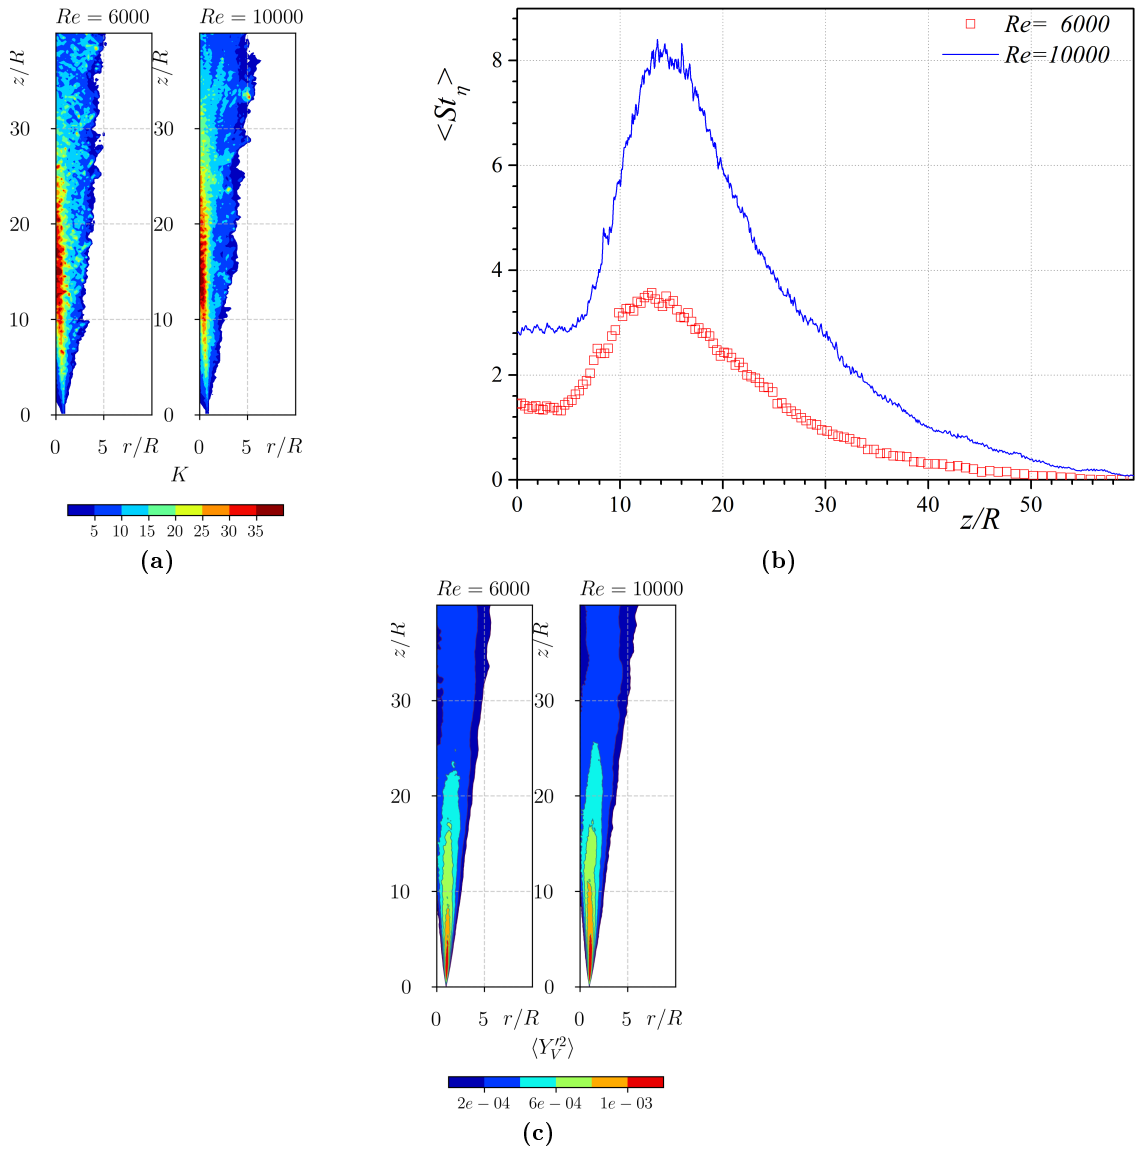 Re = 6000
Re = 10000
z/R
z/R
30
30
20
20
10
10
0
0
0 5 r/R
0 5 r/R
K
5 10 15 20 25 30 35
(a)
Re= 6000
Re=10000
<St_η>
8
6
4
2
0
0 10 20 30 40 50
z/R
(b)
Re = 6000
Re = 10000
z/R
z/R
30
30
20
20
10
10
0
0
0 5 r/R
0 5 r/R
⟨Y′²_V⟩
2e − 04 6e − 04 1e − 03
(c)